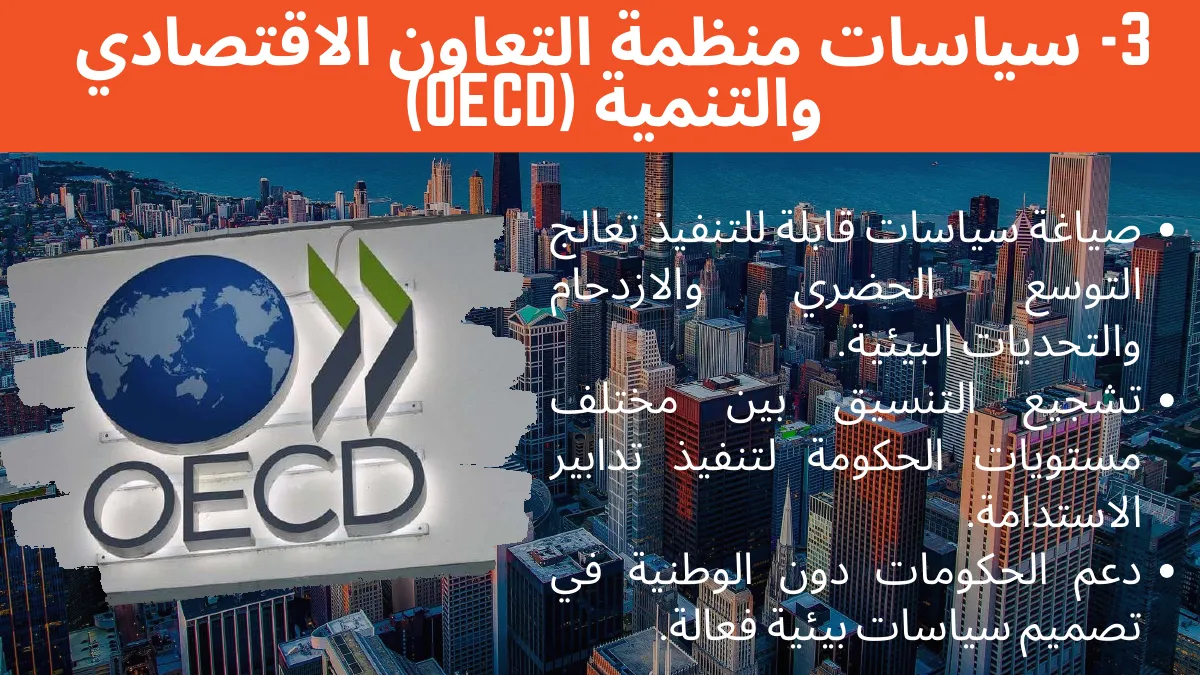 3- سياسات منظمة التعاون الاقتصادي
والتنمية (OECD)
• صياغة سياسات قابلة للتنفيذ تعالج
التوسع الحضري والازدحام
والتحديات البيئية.
• تشجيع التنسيق بين مختلف
مستويات الحكومة لتنفيذ تدابير
الاستدامة.
• دعم الحكومات دون الوطنية في
تصميم سياسات بيئية فعالة.
OECD